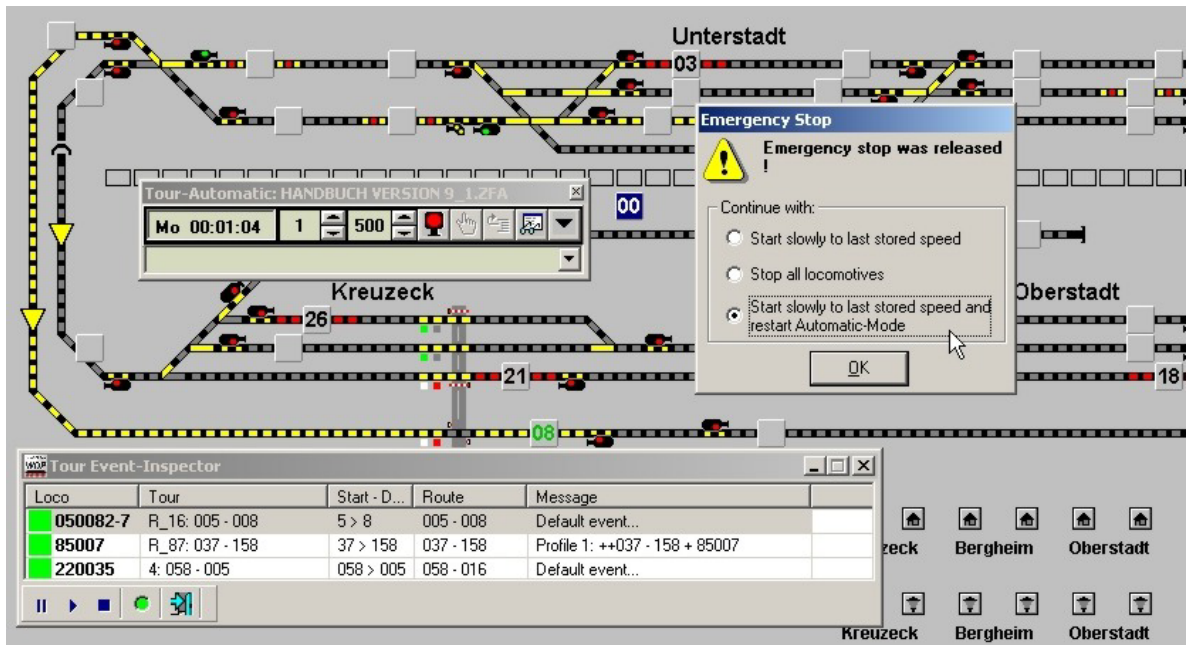 Unterstadt
03
Emergency Stop
Emergency stop was released
!
Continue with:
Start slowly to last stored speed
Stop all locomotives
Start slowly to last stored speed and
restart Automatic-Mode
OK
Tour-Automatic: HANDBUCH VERSION 9_1.ZFA
Mo 00:01:04 1 500
00
Kreuzeck
Oberstadt
26
21
18
08
Tour Event-Inspector
Loco Tour Start - D... Route Message
050082-7 R_16: 005 - 008 5 > 8 005 - 008 Default event...
85007 R_87: 037 - 158 37 > 158 037 - 158 Profile 1: ++037 - 158 + 85007
220035 4: 058 - 005 058 > 005 058 - 016 Default event...
zeck Bergheim Oberstadt
Kreuzeck Bergheim Oberstadt